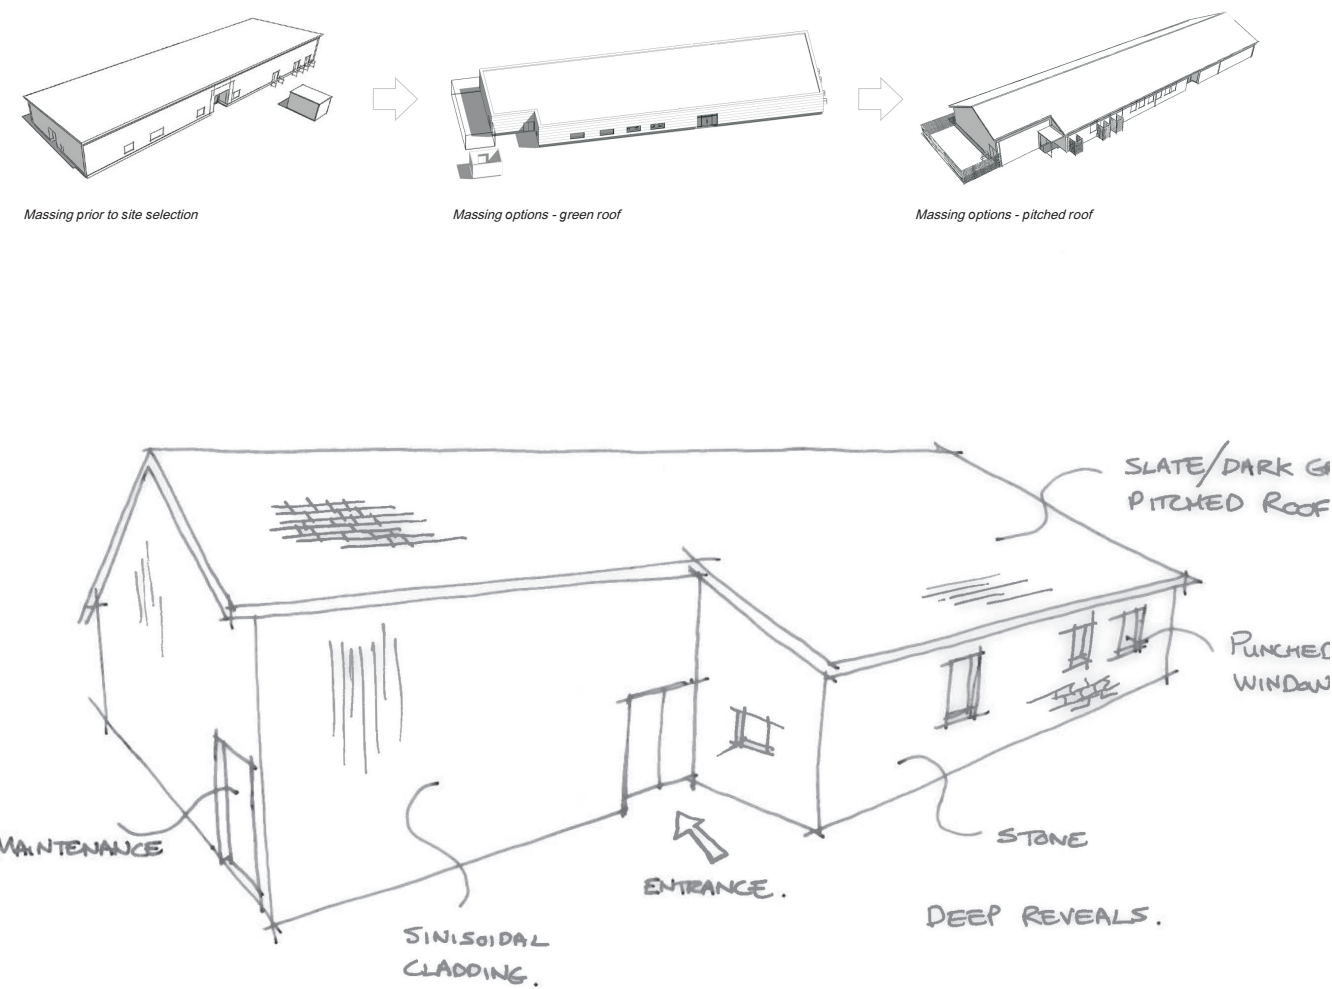 Massing prior to site selection
Massing options - green roof
Massing options - pitched roof
SLATE/DARK
PITCHED ROOF
PUNCHED
WINDOW
MAINTENANCE
STONE
ENTRANCE.
DEEP REVEALS.
SINISOIDAL
CLADDING.